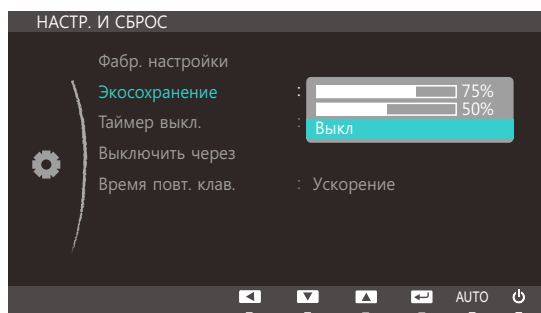 НАСТР. И СБРОС
Фабр. настройки
Экосохранение : 75%
50%
Таймер выкл. : Выкл
Выключить через
Время повт. клав. : Ускорение
AUTO